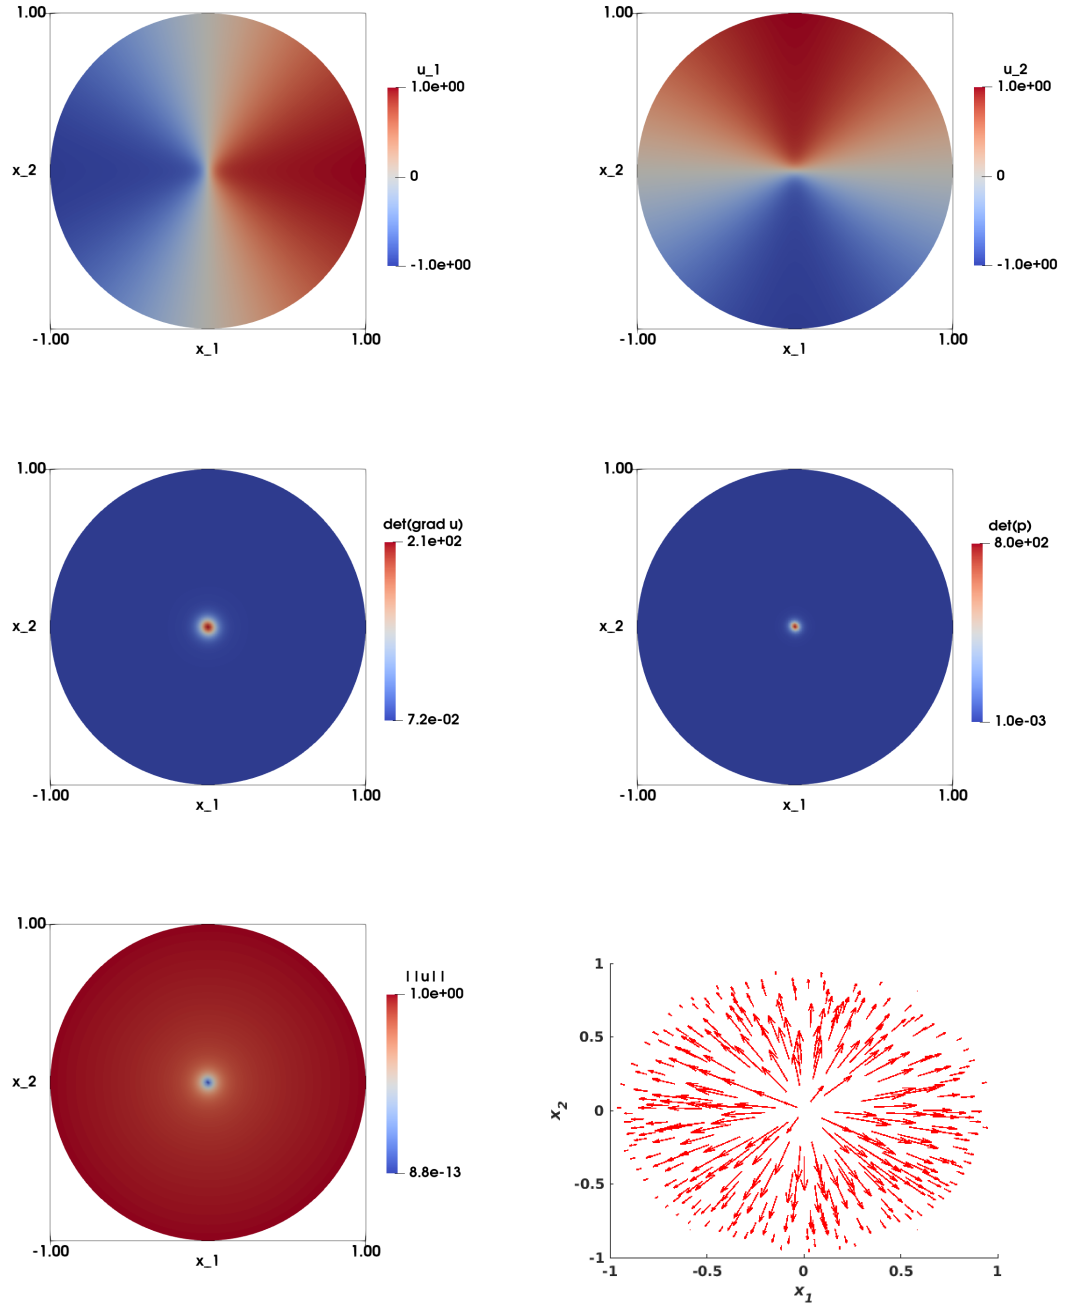 1.00
u_1
1.0e+00
x_2
0
-1.0e+00
-1.00
1.00
x_1
1.00
u_2
1.0e+00
x_2
0
-1.0e+00
-1.00
1.00
x_1
1.00
det(grad u)
2.1e+02
x_2
7.2e-02
-1.00
1.00
x_1
1.00
det(p)
8.0e+02
x_2
1.0e-03
-1.00
1.00
x_1
1.00
||u||
1.0e+00
x_2
8.8e-13
-1.00
1.00
x_1
1
0.5
0
-0.5
-1
x₂
-1
-0.5
0
0.5
1
x₁